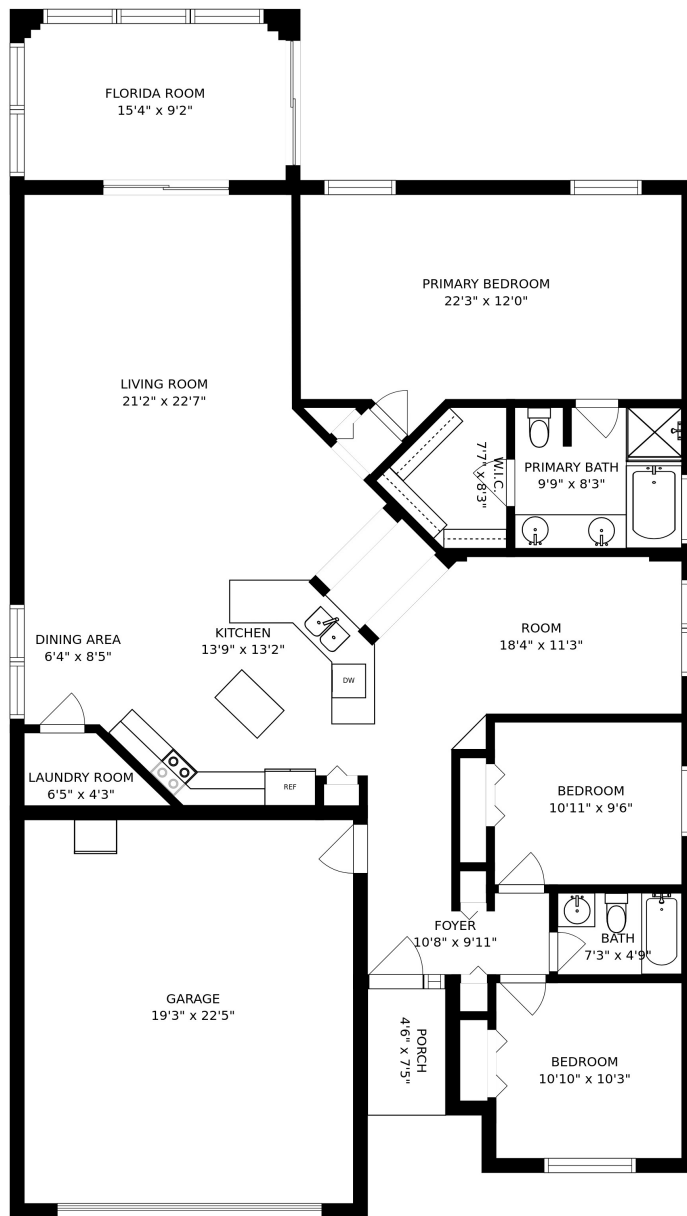 FLORIDA ROOM
15'4" x 9'2"
PRIMARY BEDROOM
22'3" x 12'0"
LIVING ROOM
21'2" x 22'7"
W.I.C.
7'7" x 8'3"
PRIMARY BATH
9'9" x 8'3"
ROOM
18'4" x 11'3"
DINING AREA
6'4" x 8'5"
KITCHEN
13'9" x 13'2"
DW
LAUNDRY ROOM
6'5" x 4'3"
REF
BEDROOM
10'11" x 9'6"
FOYER
10'8" x 9'11"
BATH
7'3" x 4'9"
GARAGE
19'3" x 22'5"
PORCH
4'6" x 7'5"
BEDROOM
10'10" x 10'3"